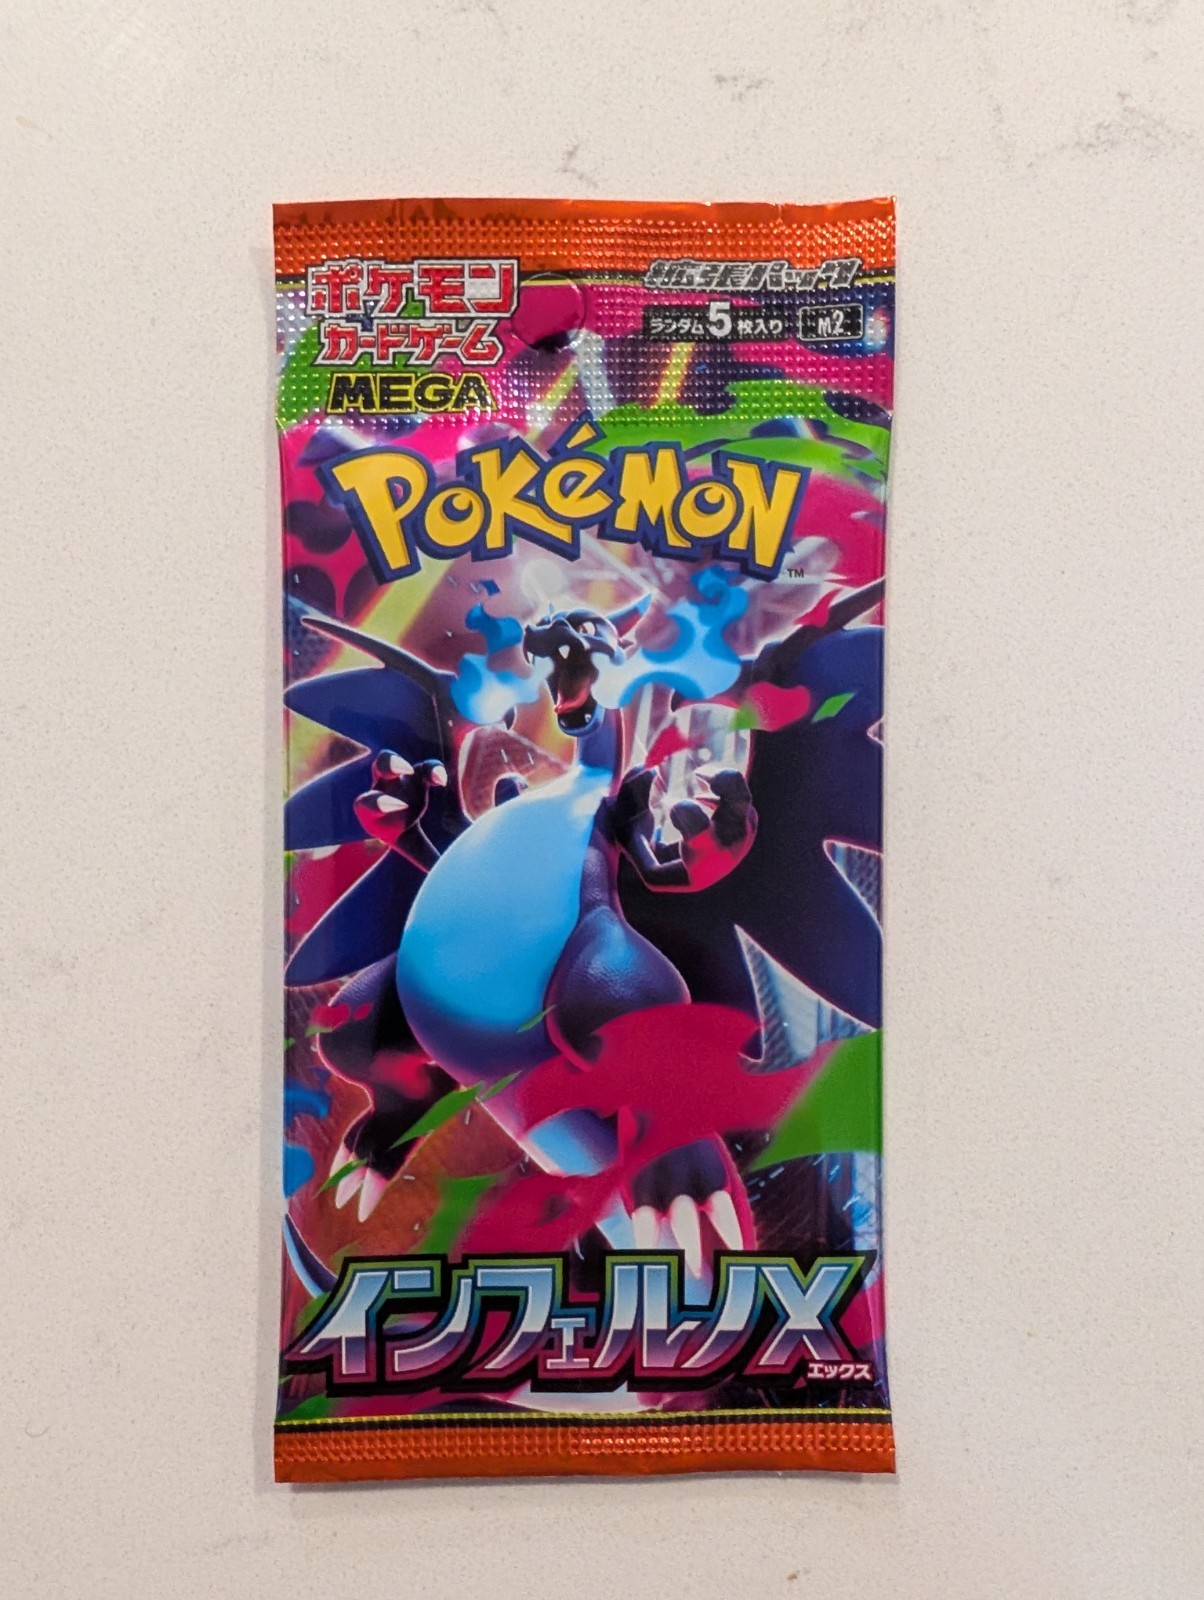 ポケモン
カードゲーム
MEGA
拡張パック
ランダム5枚入り
M2
POKéMON
TM
インフェルノX
エックス